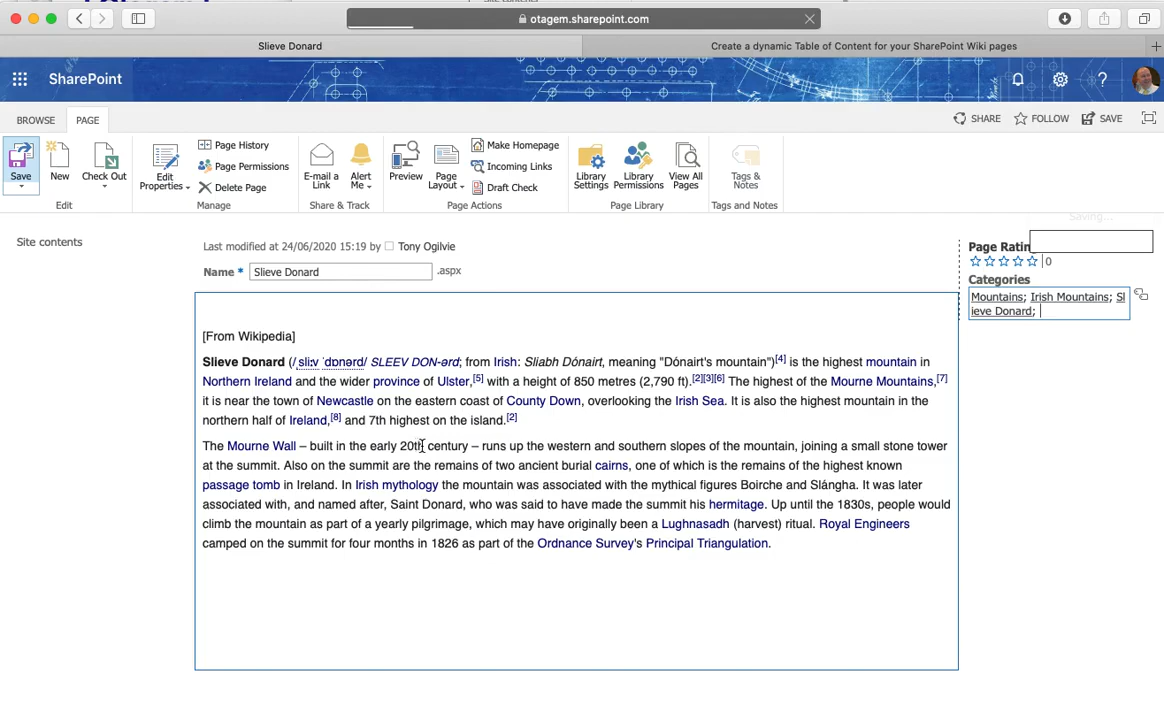 otagem.sharepoint.com
Slieve Donard
Create a dynamic Table of Content for your SharePoint Wiki pages
SharePoint
?
BROWSE PAGE
SHARE FOLLOW SAVE
Save
New
Check Out
Edit
Edit
Properties
Page History
Page Permissions
Delete Page
Manage
E-mail a
Link
Alert
Me
Share & Track
Preview
Page
Layout
Make Homepage
Incoming Links
Draft Check
Page Actions
Library
Settings
Library
Permissions
View All
Pages
Page Library
Tags &
Notes
Tags and Notes
Saving...
Site contents
Last modified at 24/06/2020 15:19 by Tony Ogilvie
Name * Slieve Donard .aspx
Page Ratin
0
Categories
Mountains; Irish Mountains; Sl
ieve Donard;
[From Wikipedia]
Slieve Donard (/ˌsliːv ˈdɒnərd/ SLEEV DON-ərd; from Irish: Sliabh Dónairt, meaning "Dónairt's mountain")[4] is the highest mountain in
Northern Ireland and the wider province of Ulster,[5] with a height of 850 metres (2,790 ft).[2][3][6] The highest of the Mourne Mountains,[7]
it is near the town of Newcastle on the eastern coast of County Down, overlooking the Irish Sea. It is also the highest mountain in the
northern half of Ireland,[8] and 7th highest on the island.[2]
The Mourne Wall – built in the early 20th century – runs up the western and southern slopes of the mountain, joining a small stone tower
at the summit. Also on the summit are the remains of two ancient burial cairns, one of which is the remains of the highest known
passage tomb in Ireland. In Irish mythology the mountain was associated with the mythical figures Boirche and Slángha. It was later
associated with, and named after, Saint Donard, who was said to have made the summit his hermitage. Up until the 1830s, people would
climb the mountain as part of a yearly pilgrimage, which may have originally been a Lughnasadh (harvest) ritual. Royal Engineers
camped on the summit for four months in 1826 as part of the Ordnance Survey's Principal Triangulation.